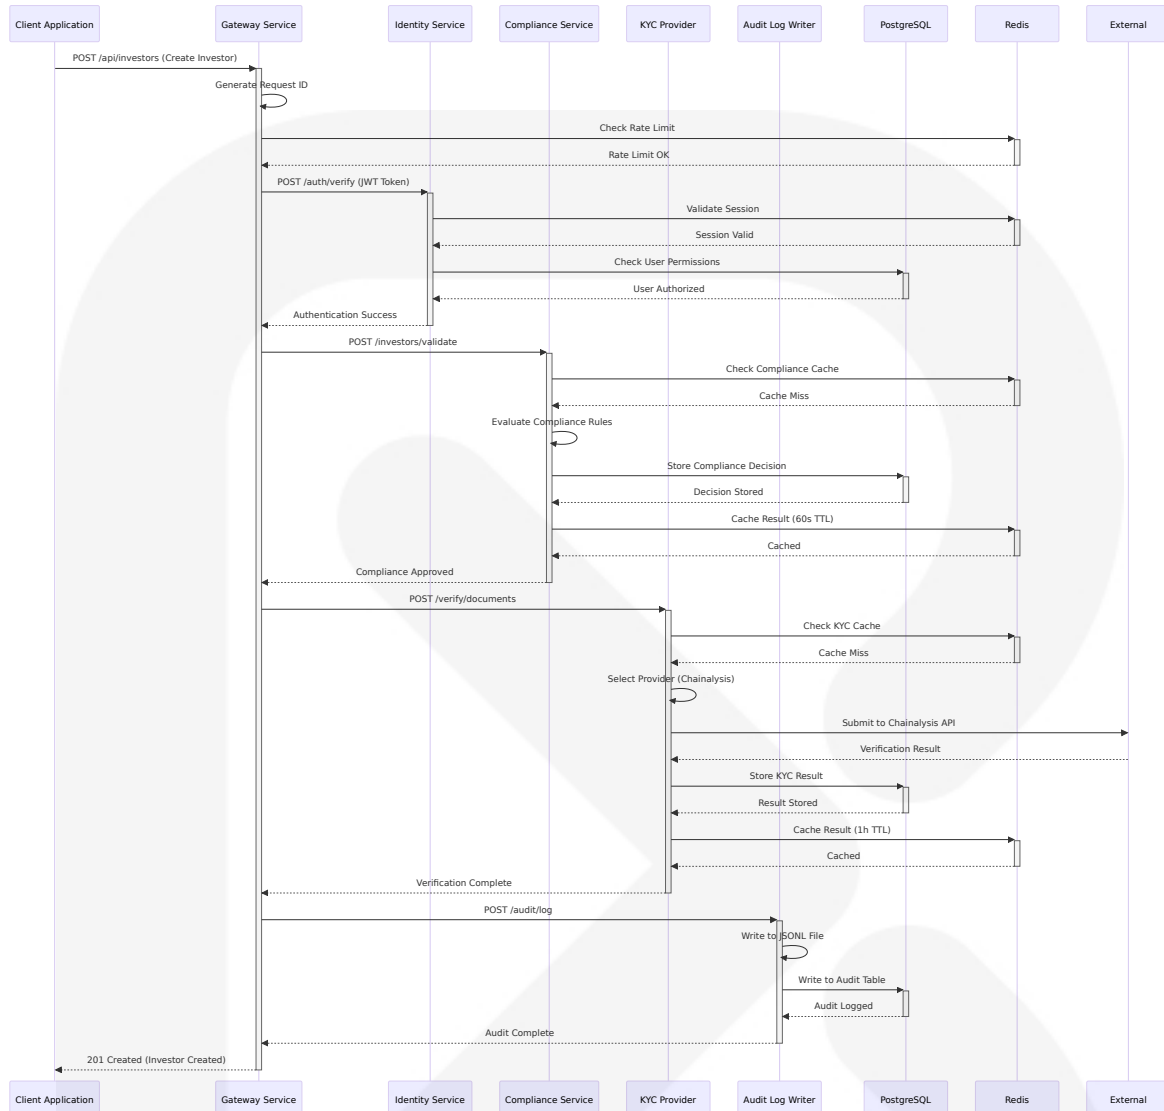 Client Application
Gateway Service
Identity Service
Compliance Service
KYC Provider
Audit Log Writer
PostgreSQL
Redis
External
POST /api/investors (Create Investor)
Generate Request ID
Check Rate Limit
Rate Limit OK
POST /auth/verify (JWT Token)
Validate Session
Session Valid
Check User Permissions
User Authorized
Authentication Success
POST /investors/validate
Check Compliance Cache
Cache Miss
Evaluate Compliance Rules
Store Compliance Decision
Decision Stored
Cache Result (60s TTL)
Cached
Compliance Approved
POST /verify/documents
Check KYC Cache
Cache Miss
Select Provider (Chainalysis)
Submit to Chainalysis API
Verification Result
Store KYC Result
Result Stored
Cache Result (1h TTL)
Cached
Verification Complete
POST /audit/log
Write to JSONL File
Write to Audit Table
Audit Logged
Audit Complete
201 Created (Investor Created)
Client Application
Gateway Service
Identity Service
Compliance Service
KYC Provider
Audit Log Writer
PostgreSQL
Redis
External